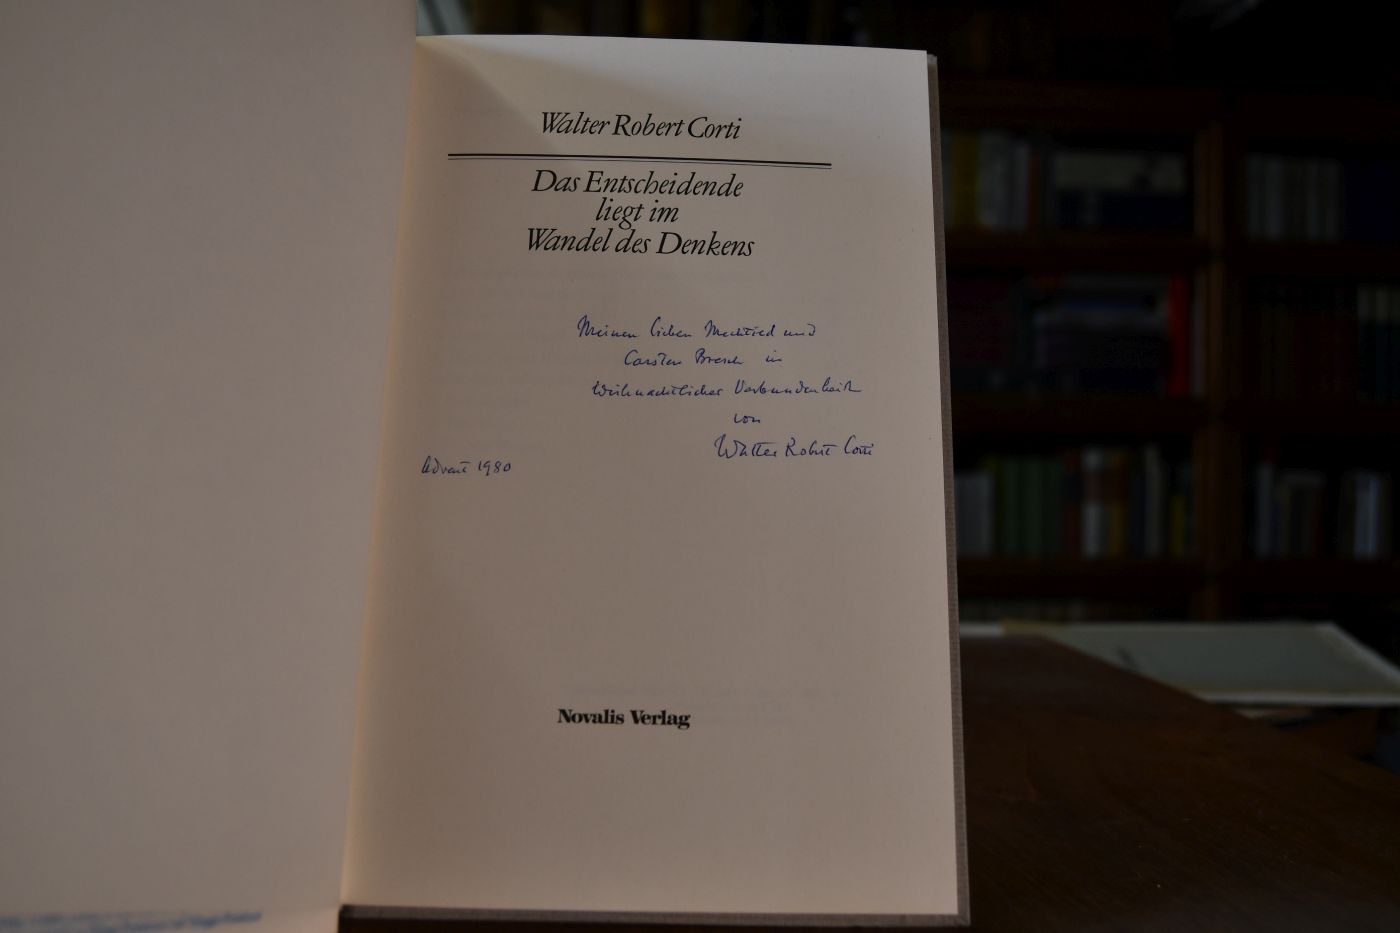 Walter Robert Corti
Das Entscheidende
liegt im
Wandel des Denkens
Meinen lieben Mechtild und
Carsten Bresch in
Weihnachtlicher Verbundenheit
von
Walter Robert Corti
Advent 1980
Novalis Verlag